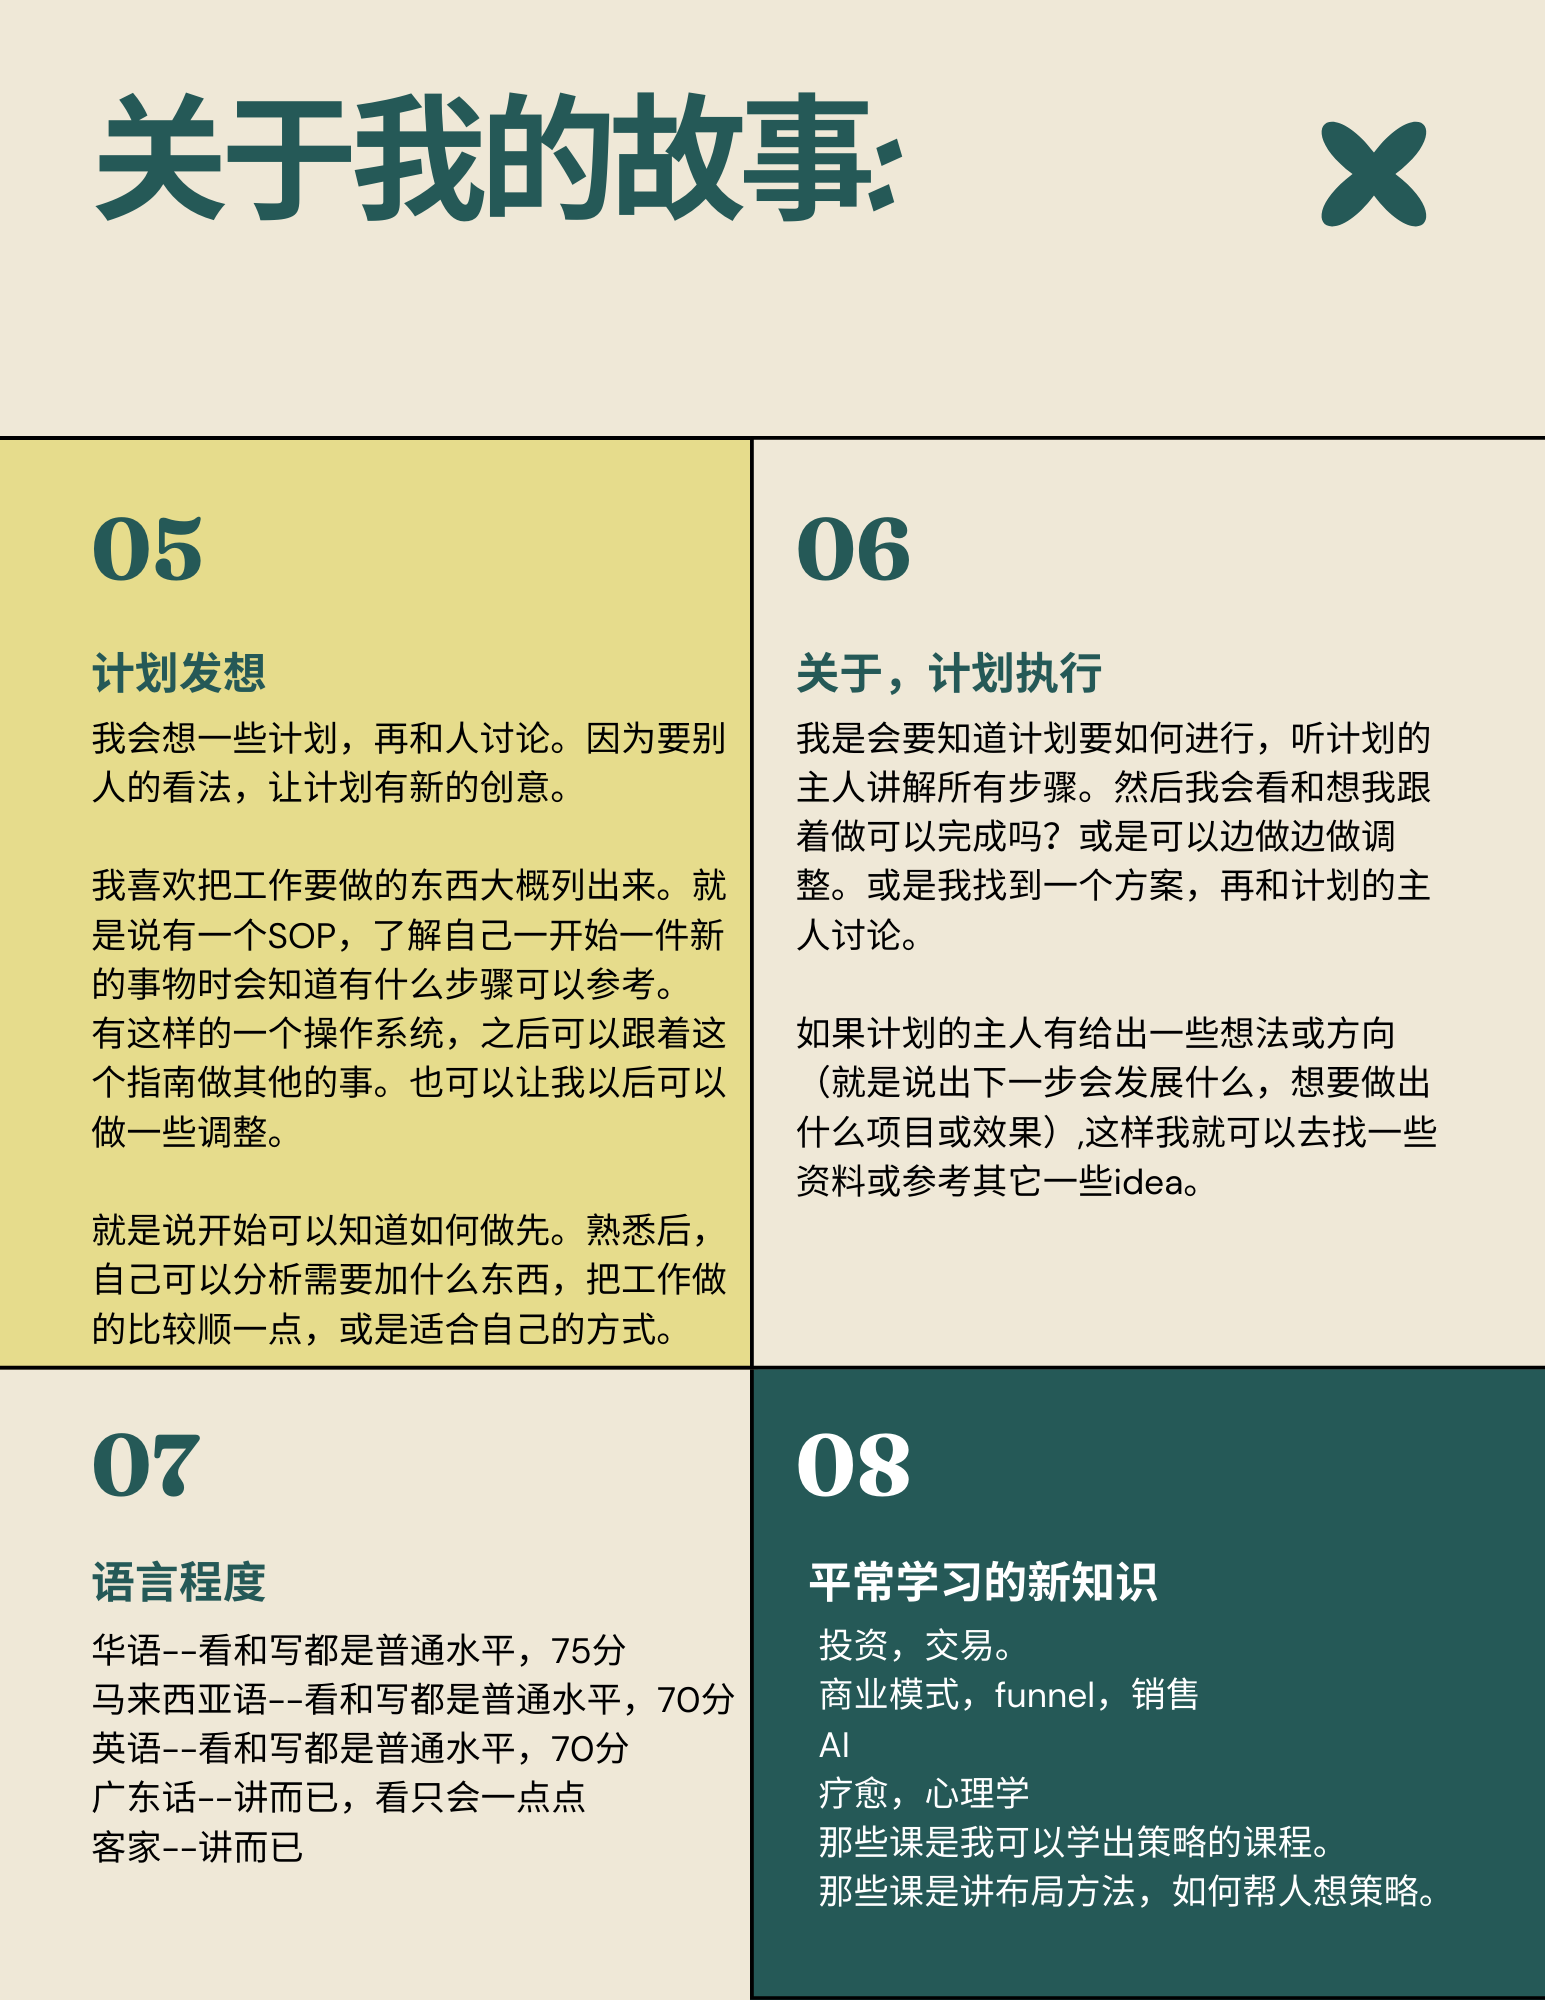 关于我的故事:
05
计划发想
我会想一些计划，再和人讨论。因为要别
人的看法，让计划有新的创意。
我喜欢把工作要做的东西大概列出来。就
是说有一个SOP，了解自己一开始一件新
的事物时会知道有什么步骤可以参考。
有这样的一个操作系统，之后可以跟着这
个指南做其他的事。也可以让我以后可以
做一些调整。
就是说开始可以知道如何做先。熟悉后，
自己可以分析需要加什么东西，把工作做
的比较顺一点，或是适合自己的方式。
06
关于，计划执行
我是会要知道计划要如何进行，听计划的
主人讲解所有步骤。然后我会看和想我跟
着做可以完成吗？或是可以边做边做调
整。或是我找到一个方案，再和计划的主
人讨论。
如果计划的主人有给出一些想法或方向
（就是说出下一步会发展什么，想要做出
什么项目或效果）,这样我就可以去找一些
资料或参考其它一些idea。
07
语言程度
华语--看和写都是普通水平，75分
马来西亚语--看和写都是普通水平，70分
英语--看和写都是普通水平，70分
广东话--讲而已，看只会一点点
客家--讲而已
08
平常学习的新知识
投资，交易。
商业模式，funnel，销售
AI
疗愈，心理学
那些课是我可以学出策略的课程。
那些课是讲布局方法，如何帮人想策略。